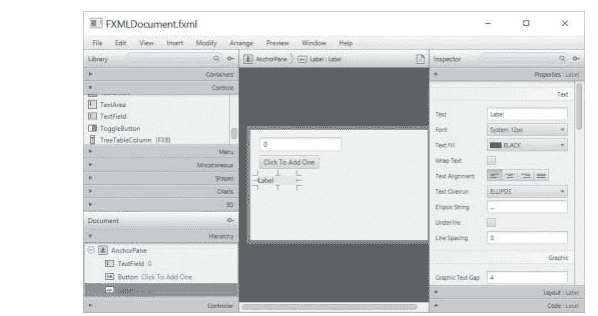 FXMLDocument.fxml
File Edit View Insert Modify Arrange Preview Window Help
Library
Containers
Controls
TextArea
TextField
ToggleButton
TreeTableColumn (FX8)
Menu
Miscellaneous
Shapes
Charts
3D
Document
Hierarchy
AnchorPane
TextField 0
Button Click To Add One
Controller
AnchorPane Label : Label
0
Click To Add One
Label
Inspector
Properties : Label
Text
Text Label
Font System 12px
Text Fill BLACK
Wrap Text
Text Alignment
Text Overrun ELLIPSIS
Ellipsis String ...
Underline
Line Spacing 0
Graphic
Graphic Text Gap 4
Layout : Label
Code : Label